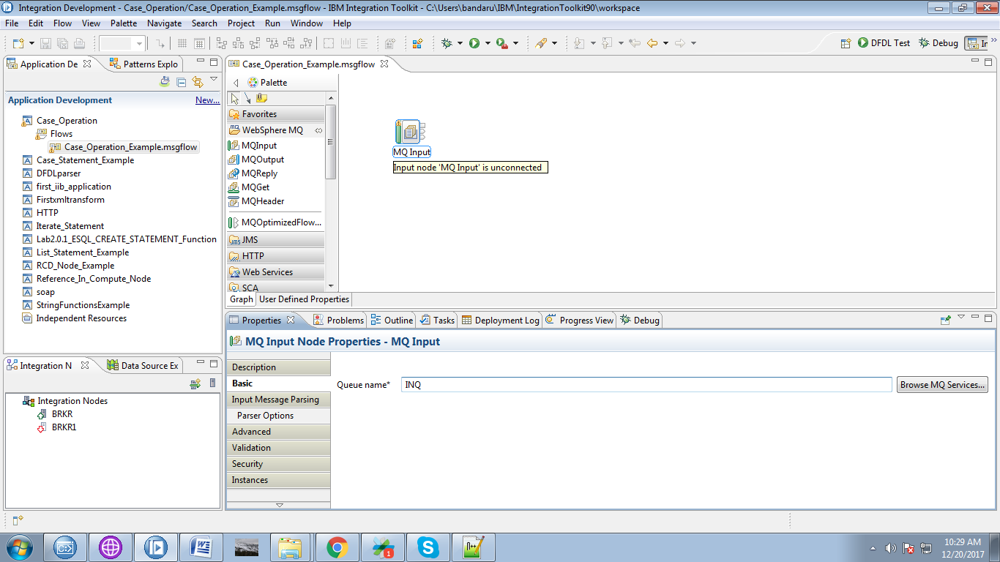 Integration Development - Case_Operation/Case_Operation_Example.msgflow - IBM Integration Toolkit - C:\Users\bandaru\IBM\IntegrationToolkit90\workspace
File Edit Flow View Palette Navigate Search Project Run Window Help
DFDL Test Debug In
Application De Patterns Explo
Application Development New...
Case_Operation
Flows
Case_Operation_Example.msgflow
Case_Statement_Example
DFDLparser
first_iib_application
Firstxmltransform
HTTP
Iterate_Statement
Lab2.0.1_ESQL_CREATE_STATEMENT_Function
List_Statement_Example
RCD_Node_Example
Reference_In_Compute_Node
soap
StringFunctionsExample
Independent Resources
Integration N Data Source Ex
Integration Nodes
BRKR
BRKR1
Case_Operation_Example.msgflow
Palette
Favorites
WebSphere MQ
MQInput
MQOutput
MQReply
MQGet
MQHeader
MQOptimizedFlow...
JMS
HTTP
Web Services
SCA
MQ Input
Input node 'MQ Input' is unconnected
Graph User Defined Properties
Properties Problems Outline Tasks Deployment Log Progress View Debug
MQ Input Node Properties - MQ Input
Description
Basic
Input Message Parsing
Parser Options
Advanced
Validation
Security
Instances
Queue name* INQ Browse MQ Services...
10:29 AM
12/20/2017